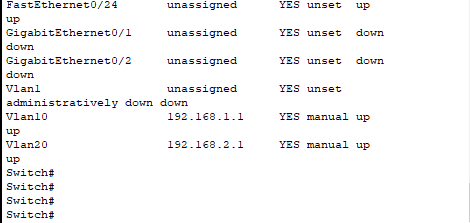 FastEthernet0/24 unassigned YES unset up
up
GigabitEthernet0/1 unassigned YES unset down
down
GigabitEthernet0/2 unassigned YES unset down
down
Vlan1 unassigned YES unset
administratively down down
Vlan10 192.168.1.1 YES manual up
up
Vlan20 192.168.2.1 YES manual up
up
Switch#
Switch#
Switch#
Switch#